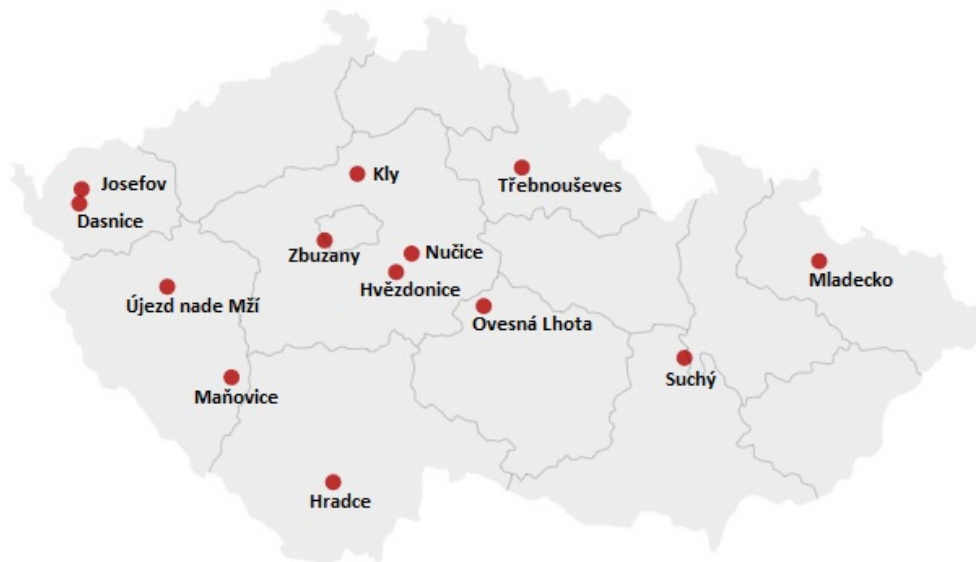 Kly
Třebnouševes
Josefov
Dasnice
Zbuzany
Nučice
Hvězdonice
Mladecko
Újezd nade Mží
Ovesná Lhota
Suchý
Maňovice
Hradce